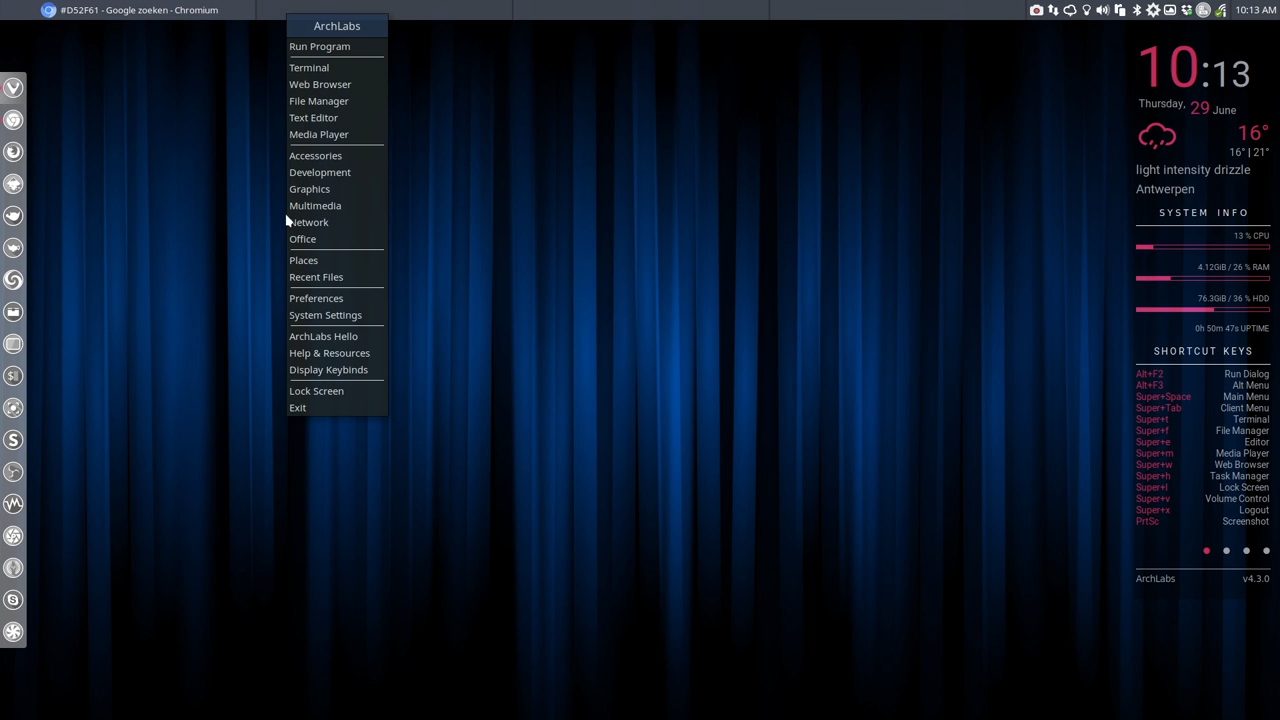 #D52F61 - Google zoeken - Chromium
10:13 AM
ArchLabs
Run Program
Terminal
Web Browser
File Manager
Text Editor
Media Player
Accessories
Development
Graphics
Multimedia
Network
Office
Places
Recent Files
Preferences
System Settings
ArchLabs Hello
Help & Resources
Display Keybinds
Lock Screen
Exit
10:13
Thursday, 29 June
16°
16° | 21°
light intensity drizzle
Antwerpen
SYSTEM INFO
13 % CPU
4.12GiB / 26 % RAM
76.3GiB / 36 % HDD
0h 50m 47s UPTIME
SHORTCUT KEYS
Alt+F2 Run Dialog
Alt+F3 Alt Menu
Super+Space Main Menu
Super+Tab Client Menu
Super+t Terminal
Super+f File Manager
Super+e Editor
Super+m Media Player
Super+w Web Browser
Super+h Task Manager
Super+l Lock Screen
Super+v Volume Control
Super+x Logout
PrtSc Screenshot
ArchLabs v4.3.0